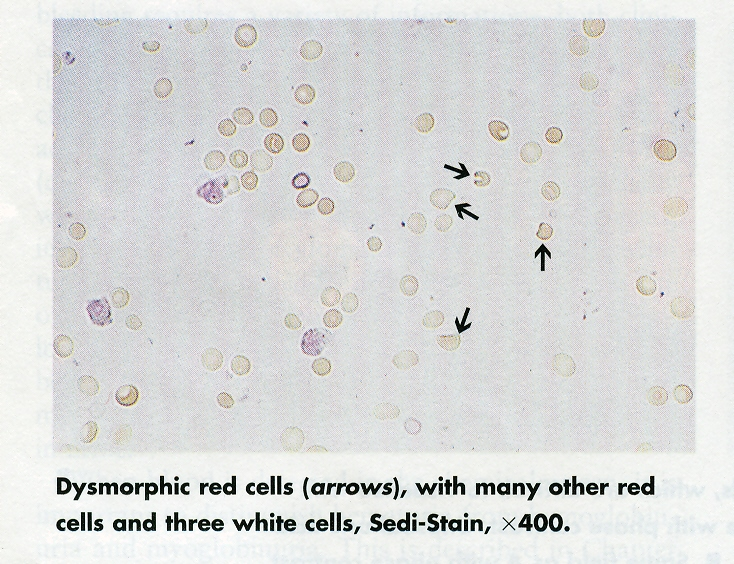 Dysmorphic red cells (arrows), with many other red
cells and three white cells, Sedi-Stain, ×400.